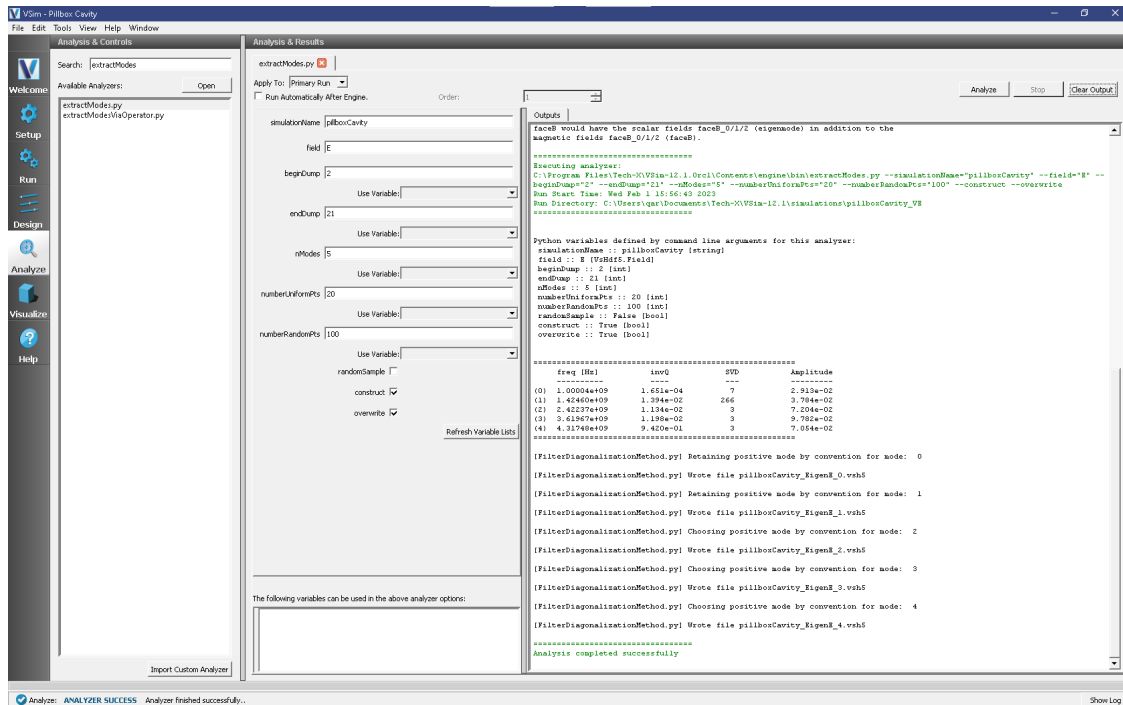 VSim - Pillbox Cavity
File Edit Tools View Help Window
Analysis & Controls
Analysis & Results
Welcome
Setup
Run
Design
Analyze
Visualize
Help
Search: extractModes
Available Analyzers:
Open
extractModes.py
extractModesViaOperator.py
Import Custom Analyzer
extractModes.py
Apply To: Primary Run
Run Automatically After Engine.
Order: 1
Analyze
Stop
Clear Output
simulationName pillboxCavity
field E
beginDump 2
Use Variable:
endDump 21
Use Variable:
nModes 5
Use Variable:
numberUniformPts 20
Use Variable:
numberRandomPts 100
Use Variable:
randomSample
construct
overwrite
Refresh Variable Lists
The following variables can be used in the above analyzer options:
Outputs
faceB would have the scalar fields faceB_0/1/2 (eigenmode) in addition to the
magnetic fields faceB_0/1/2 (faceB).
=================================
Executing analyzer:
C:\Program Files\Tech-X\VSim-12.1.Orcl\Contents\engine\bin\extractModes.py --simulationName="pillboxCavity" --field="E" --
beginDump="2" --endDump="21" --nModes="5" --numberUniformPts="20" --numberRandomPts="100" --construct --overwrite
Run Start Time: Wed Feb 1 15:56:43 2023
Run Directory: C:\Users\qar\Documents\Tech-X\VSim-12.1\simulations\pillboxCavity_VE
=================================
Python variables defined by command line arguments for this analyzer:
simulationName :: pillboxCavity [string]
field :: E [VsHdf5.Field]
beginDump :: 2 [int]
endDump :: 21 [int]
nModes :: 5 [int]
numberUniformPts :: 20 [int]
numberRandomPts :: 100 [int]
randomSample :: False [bool]
construct :: True [bool]
overwrite :: True [bool]
=======================================================
freq [Hz] invQ SVD Amplitude
---------- ---- --- ---------
(0) 1.00004e+09 1.651e-04 7 2.913e-02
(1) 1.42460e+09 1.394e-02 266 3.784e-02
(2) 2.42237e+09 1.134e-02 3 7.204e-02
(3) 3.61967e+09 1.198e-02 3 9.782e-02
(4) 4.31748e+09 9.420e-01 3 7.054e-02
=======================================================
[FilterDiagonalizationMethod.py] Retaining positive mode by convention for mode: 0
[FilterDiagonalizationMethod.py] Wrote file pillboxCavity_EigenE_0.vsh5
[FilterDiagonalizationMethod.py] Retaining positive mode by convention for mode: 1
[FilterDiagonalizationMethod.py] Wrote file pillboxCavity_EigenE_1.vsh5
[FilterDiagonalizationMethod.py] Choosing positive mode by convention for mode: 2
[FilterDiagonalizationMethod.py] Wrote file pillboxCavity_EigenE_2.vsh5
[FilterDiagonalizationMethod.py] Choosing positive mode by convention for mode: 3
[FilterDiagonalizationMethod.py] Wrote file pillboxCavity_EigenE_3.vsh5
[FilterDiagonalizationMethod.py] Choosing positive mode by convention for mode: 4
[FilterDiagonalizationMethod.py] Wrote file pillboxCavity_EigenE_4.vsh5
=================================
Analysis completed successfully
Analyze: ANALYZER SUCCESS Analyzer finished successfully..
Show Log